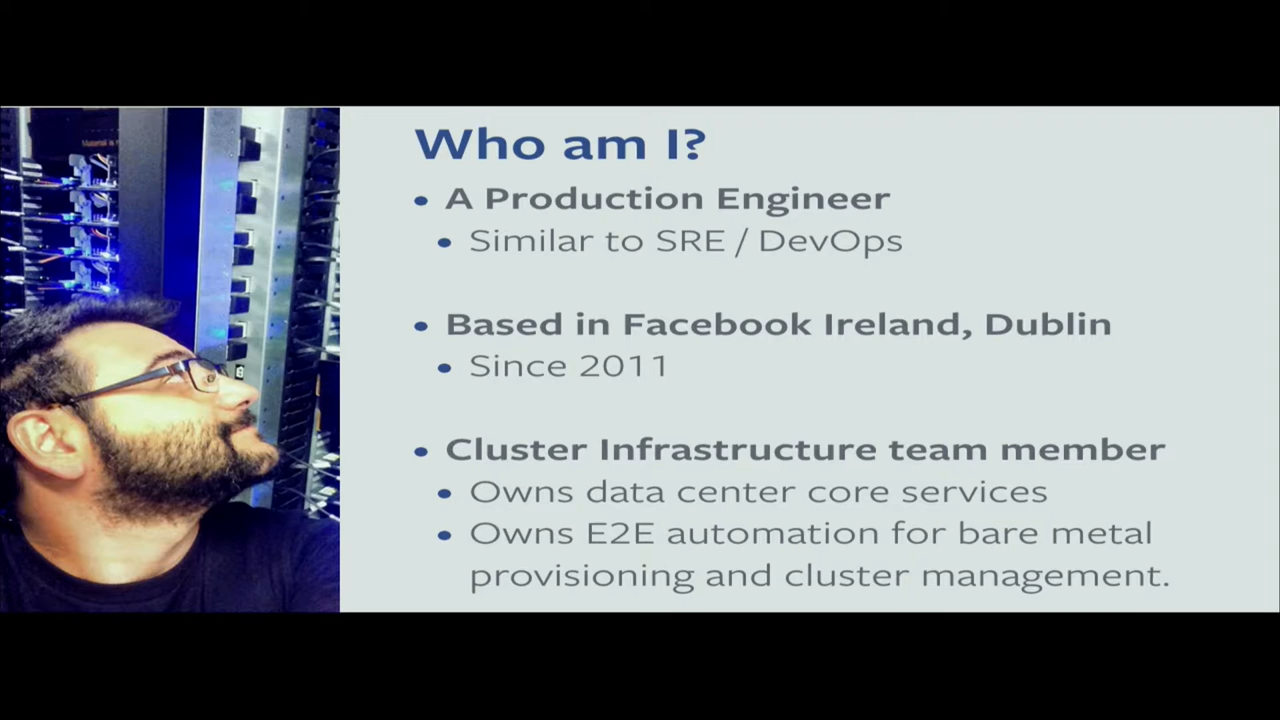 Who am I?
• A Production Engineer
• Similar to SRE / DevOps
• Based in Facebook Ireland, Dublin
• Since 2011
• Cluster Infrastructure team member
• Owns data center core services
• Owns E2E automation for bare metal
provisioning and cluster management.